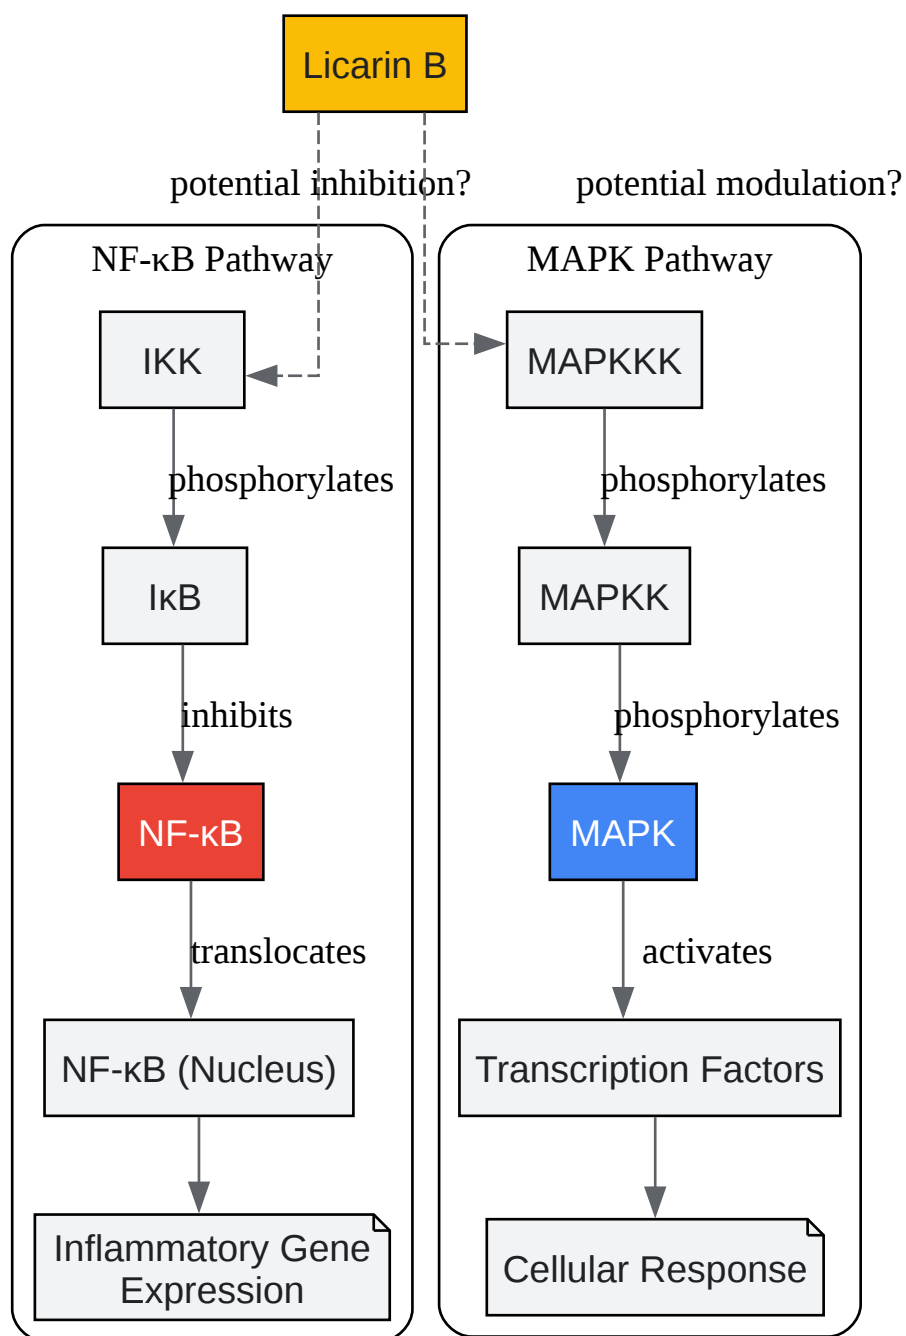 Licarin B
potential inhibition?
potential modulation?
NF-κB Pathway
IKK
phosphorylates
IκB
inhibits
NF-κB
translocates
NF-κB (Nucleus)
Inflammatory Gene
Expression
MAPK Pathway
MAPKKK
phosphorylates
MAPKK
phosphorylates
MAPK
activates
Transcription Factors
Cellular Response